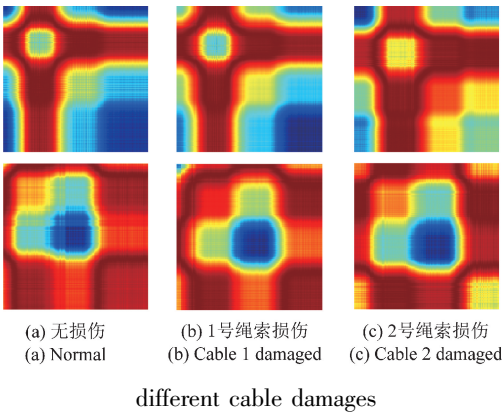 (a) 无损伤
(a) Normal
(b) 1号绳索损伤
(b) Cable 1 damaged
(c) 2号绳索损伤
(c) Cable 2 damaged
different cable damages